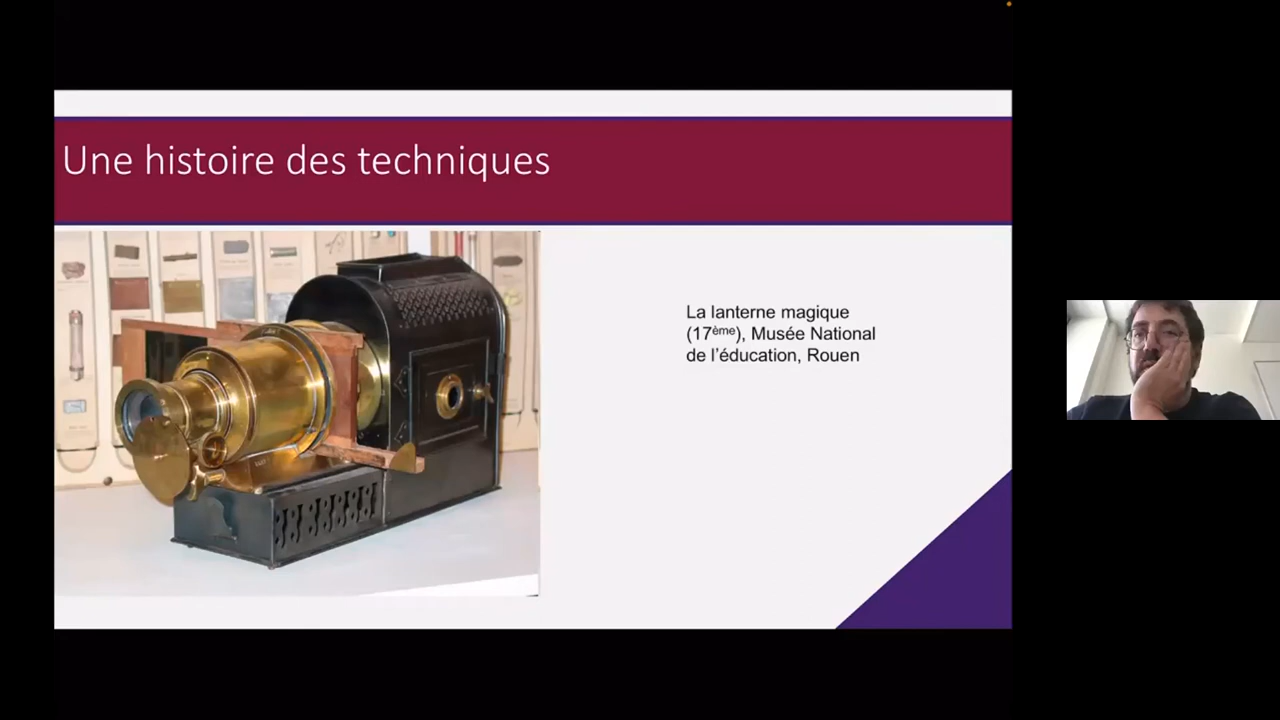 Une histoire des techniques
La lanterne magique
(17ème), Musée National
de l'éducation, Rouen